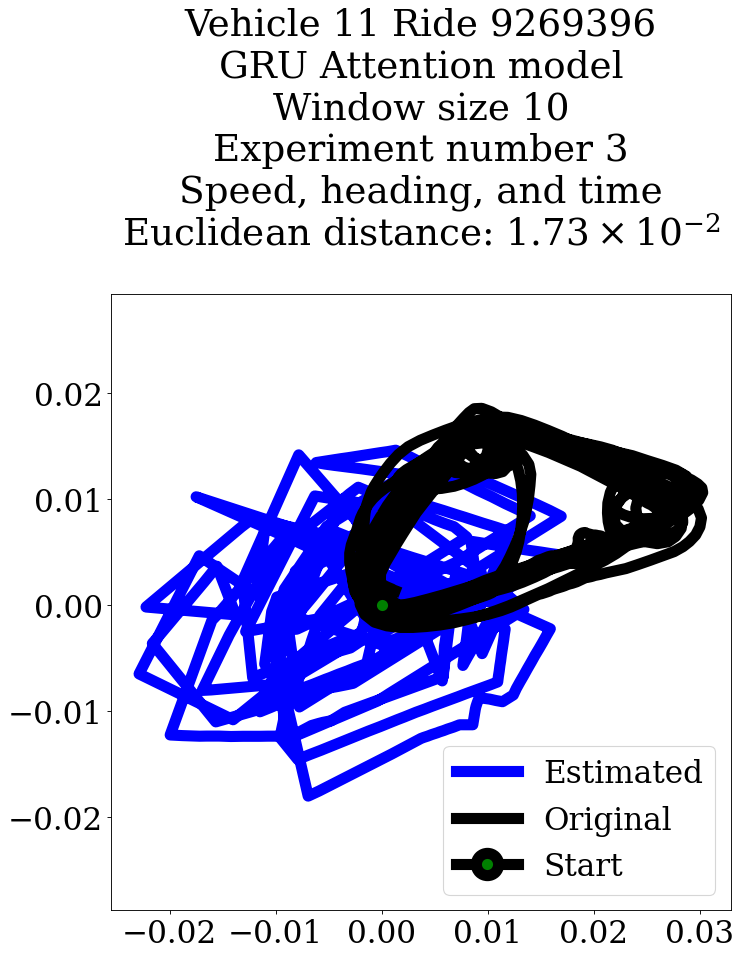 Vehicle 11 Ride 9269396
GRU Attention model
Window size 10
Experiment number 3
Speed, heading, and time
Euclidean distance: 1.73 × 10⁻²
0.02
0.01
0.00
−0.01
−0.02
Estimated
Original
Start
−0.02 −0.01 0.00 0.01 0.02 0.03